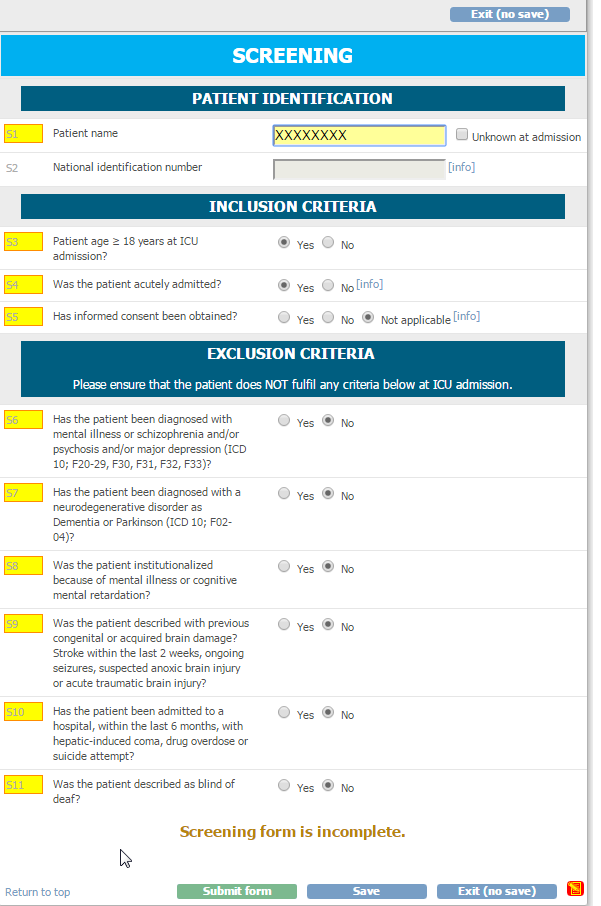 Exit (no save)
SCREENING
PATIENT IDENTIFICATION
S1 Patient name XXXXXXXX Unknown at admission
S2 National identification number [info]
INCLUSION CRITERIA
S3 Patient age ≥ 18 years at ICU
admission? Yes No
S4 Was the patient acutely admitted? Yes No [info]
S5 Has informed consent been obtained? Yes No Not applicable [info]
EXCLUSION CRITERIA
Please ensure that the patient does NOT fulfil any criteria below at ICU admission.
S6 Has the patient been diagnosed with Yes No
mental illness or schizophrenia and/or
psychosis and/or major depression (ICD
10; F20-29, F30, F31, F32, F33)?
S7 Has the patient been diagnosed with a Yes No
neurodegenerative disorder as
Dementia or Parkinson (ICD 10; F02-
04)?
S8 Was the patient institutionalized Yes No
because of mental illness or cognitive
mental retardation?
S9 Was the patient described with previous Yes No
congenital or acquired brain damage?
Stroke within the last 2 weeks, ongoing
seizures, suspected anoxic brain injury
or acute traumatic brain injury?
S10 Has the patient been admitted to a Yes No
hospital, within the last 6 months, with
hepatic-induced coma, drug overdose or
suicide attempt?
S11 Was the patient described as blind of Yes No
deaf?
Screening form is incomplete.
Return to top Submit form Save Exit (no save)